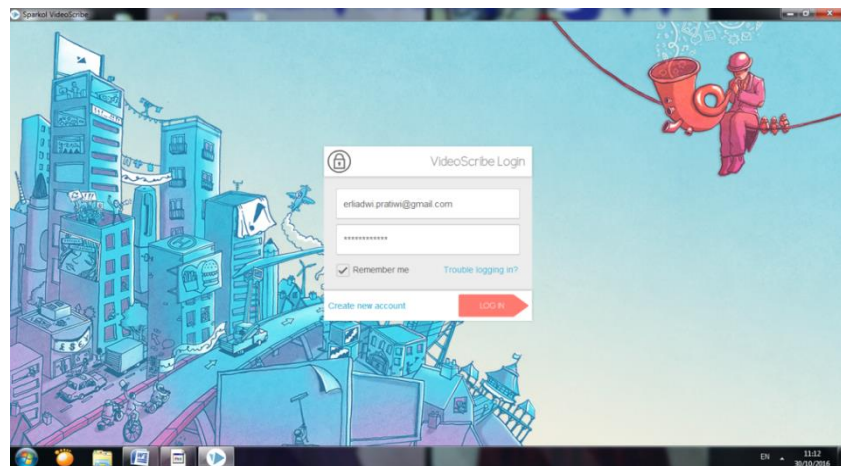 Sparkol VideoScribe
VideoScribe Login
erliadwi.pratiwi@gmail.com
************
Remember me
Trouble logging in?
Create new account
LOG IN
EN
11:12
30/10/2016